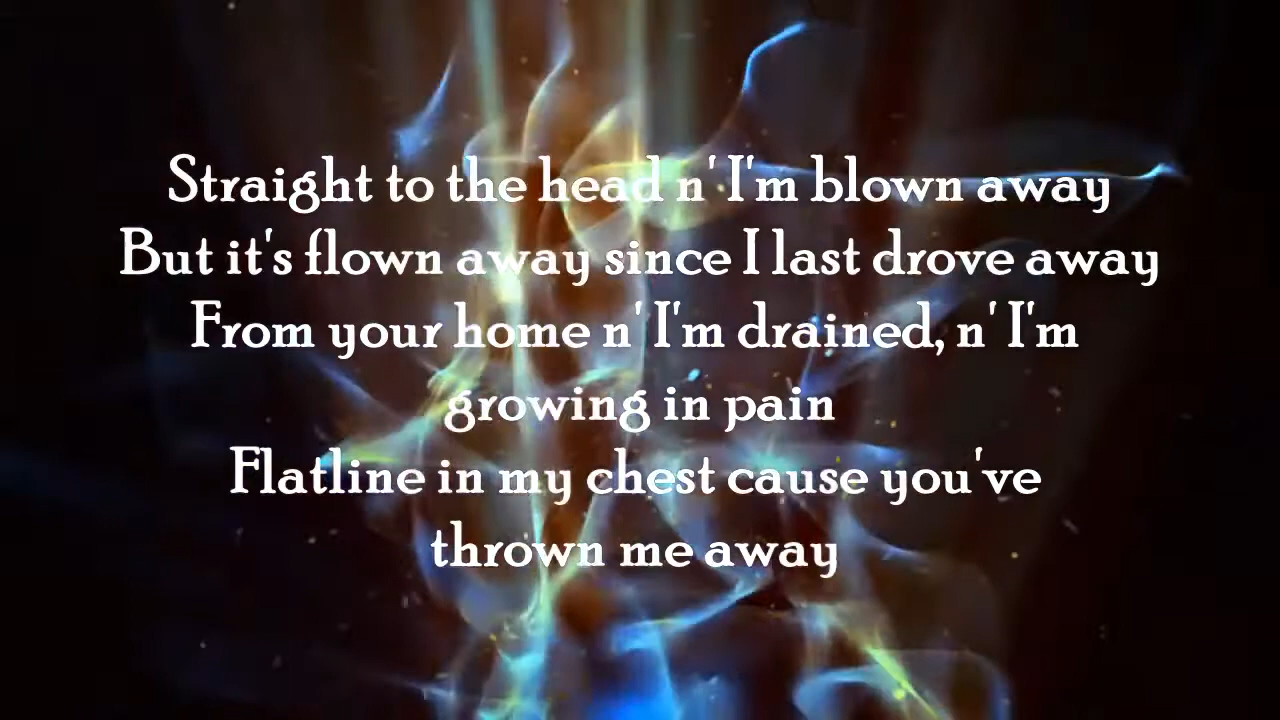 Straight to the head n' I'm blown away
But it's flown away since I last drove away
From your home n' I'm drained, n' I'm
growing in pain
Flatline in my chest cause you've
thrown me away